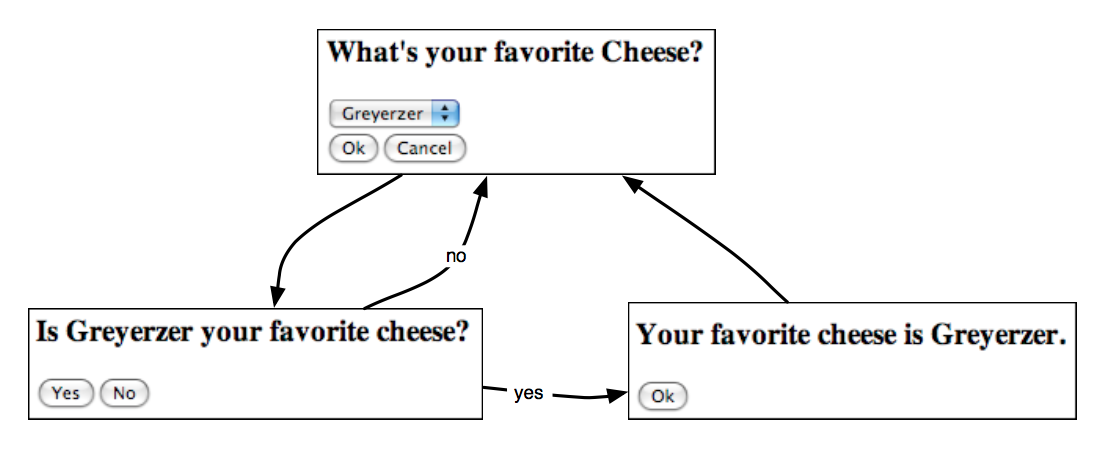 What's your favorite Cheese?
Greyerzer
Ok Cancel
no
Is Greyerzer your favorite cheese?
Yes No
yes
Your favorite cheese is Greyerzer.
Ok